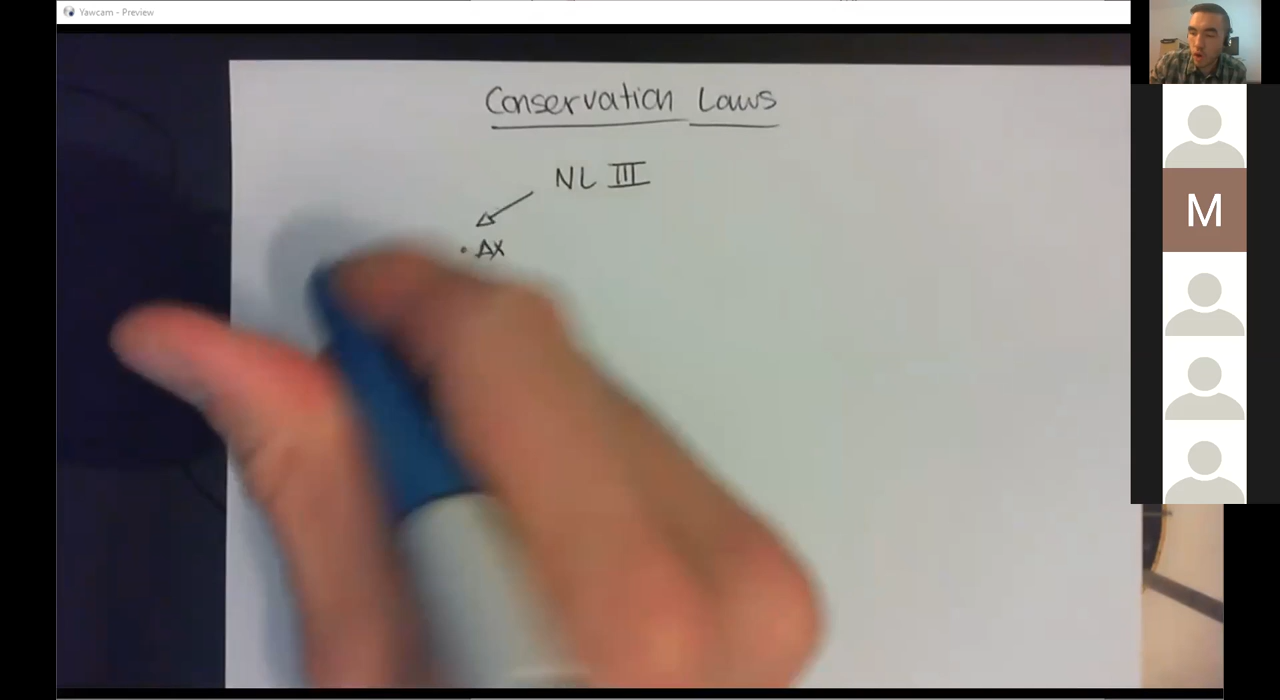 Yawcam - Preview
Conservation Laws
NL III
• Δx
M